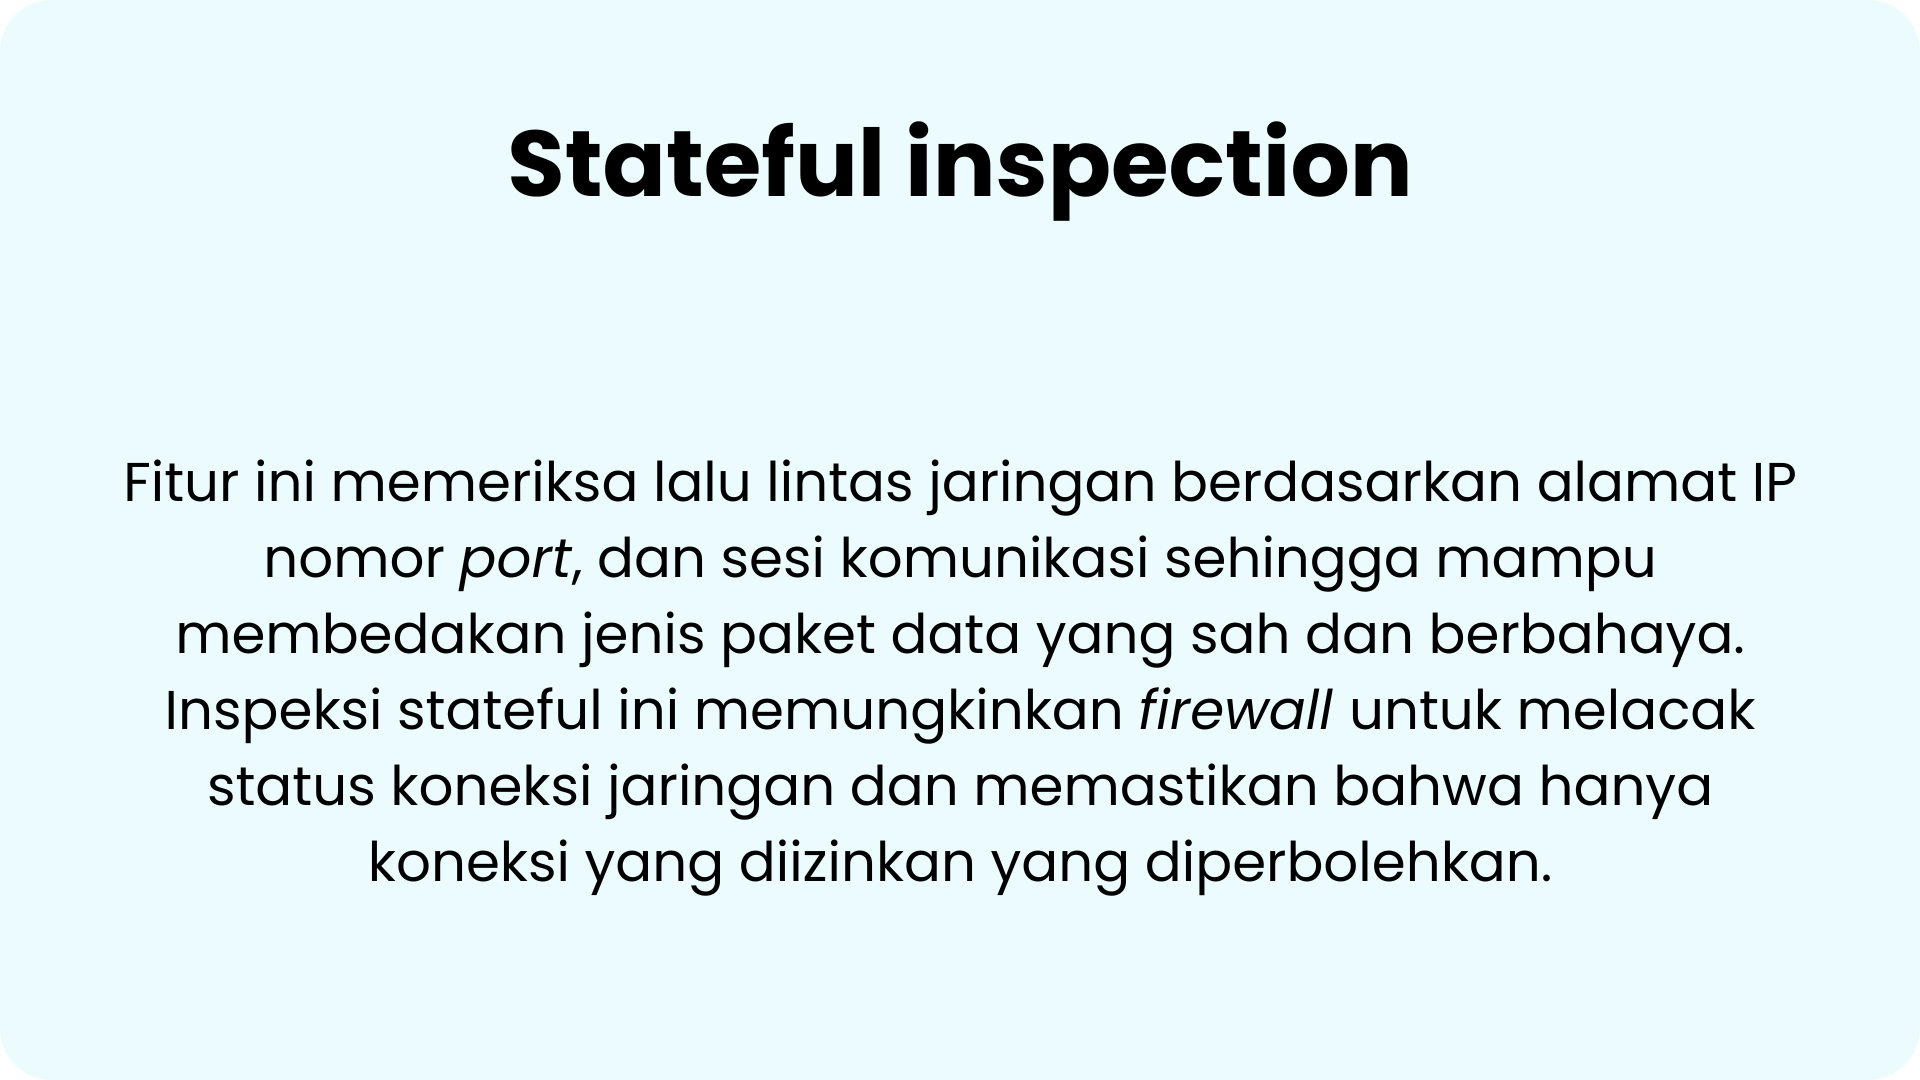 Stateful inspection
Fitur ini memeriksa lalu lintas jaringan berdasarkan alamat IP
nomor port, dan sesi komunikasi sehingga mampu
membedakan jenis paket data yang sah dan berbahaya.
Inspeksi stateful ini memungkinkan firewall untuk melacak
status koneksi jaringan dan memastikan bahwa hanya
koneksi yang diizinkan yang diperbolehkan.